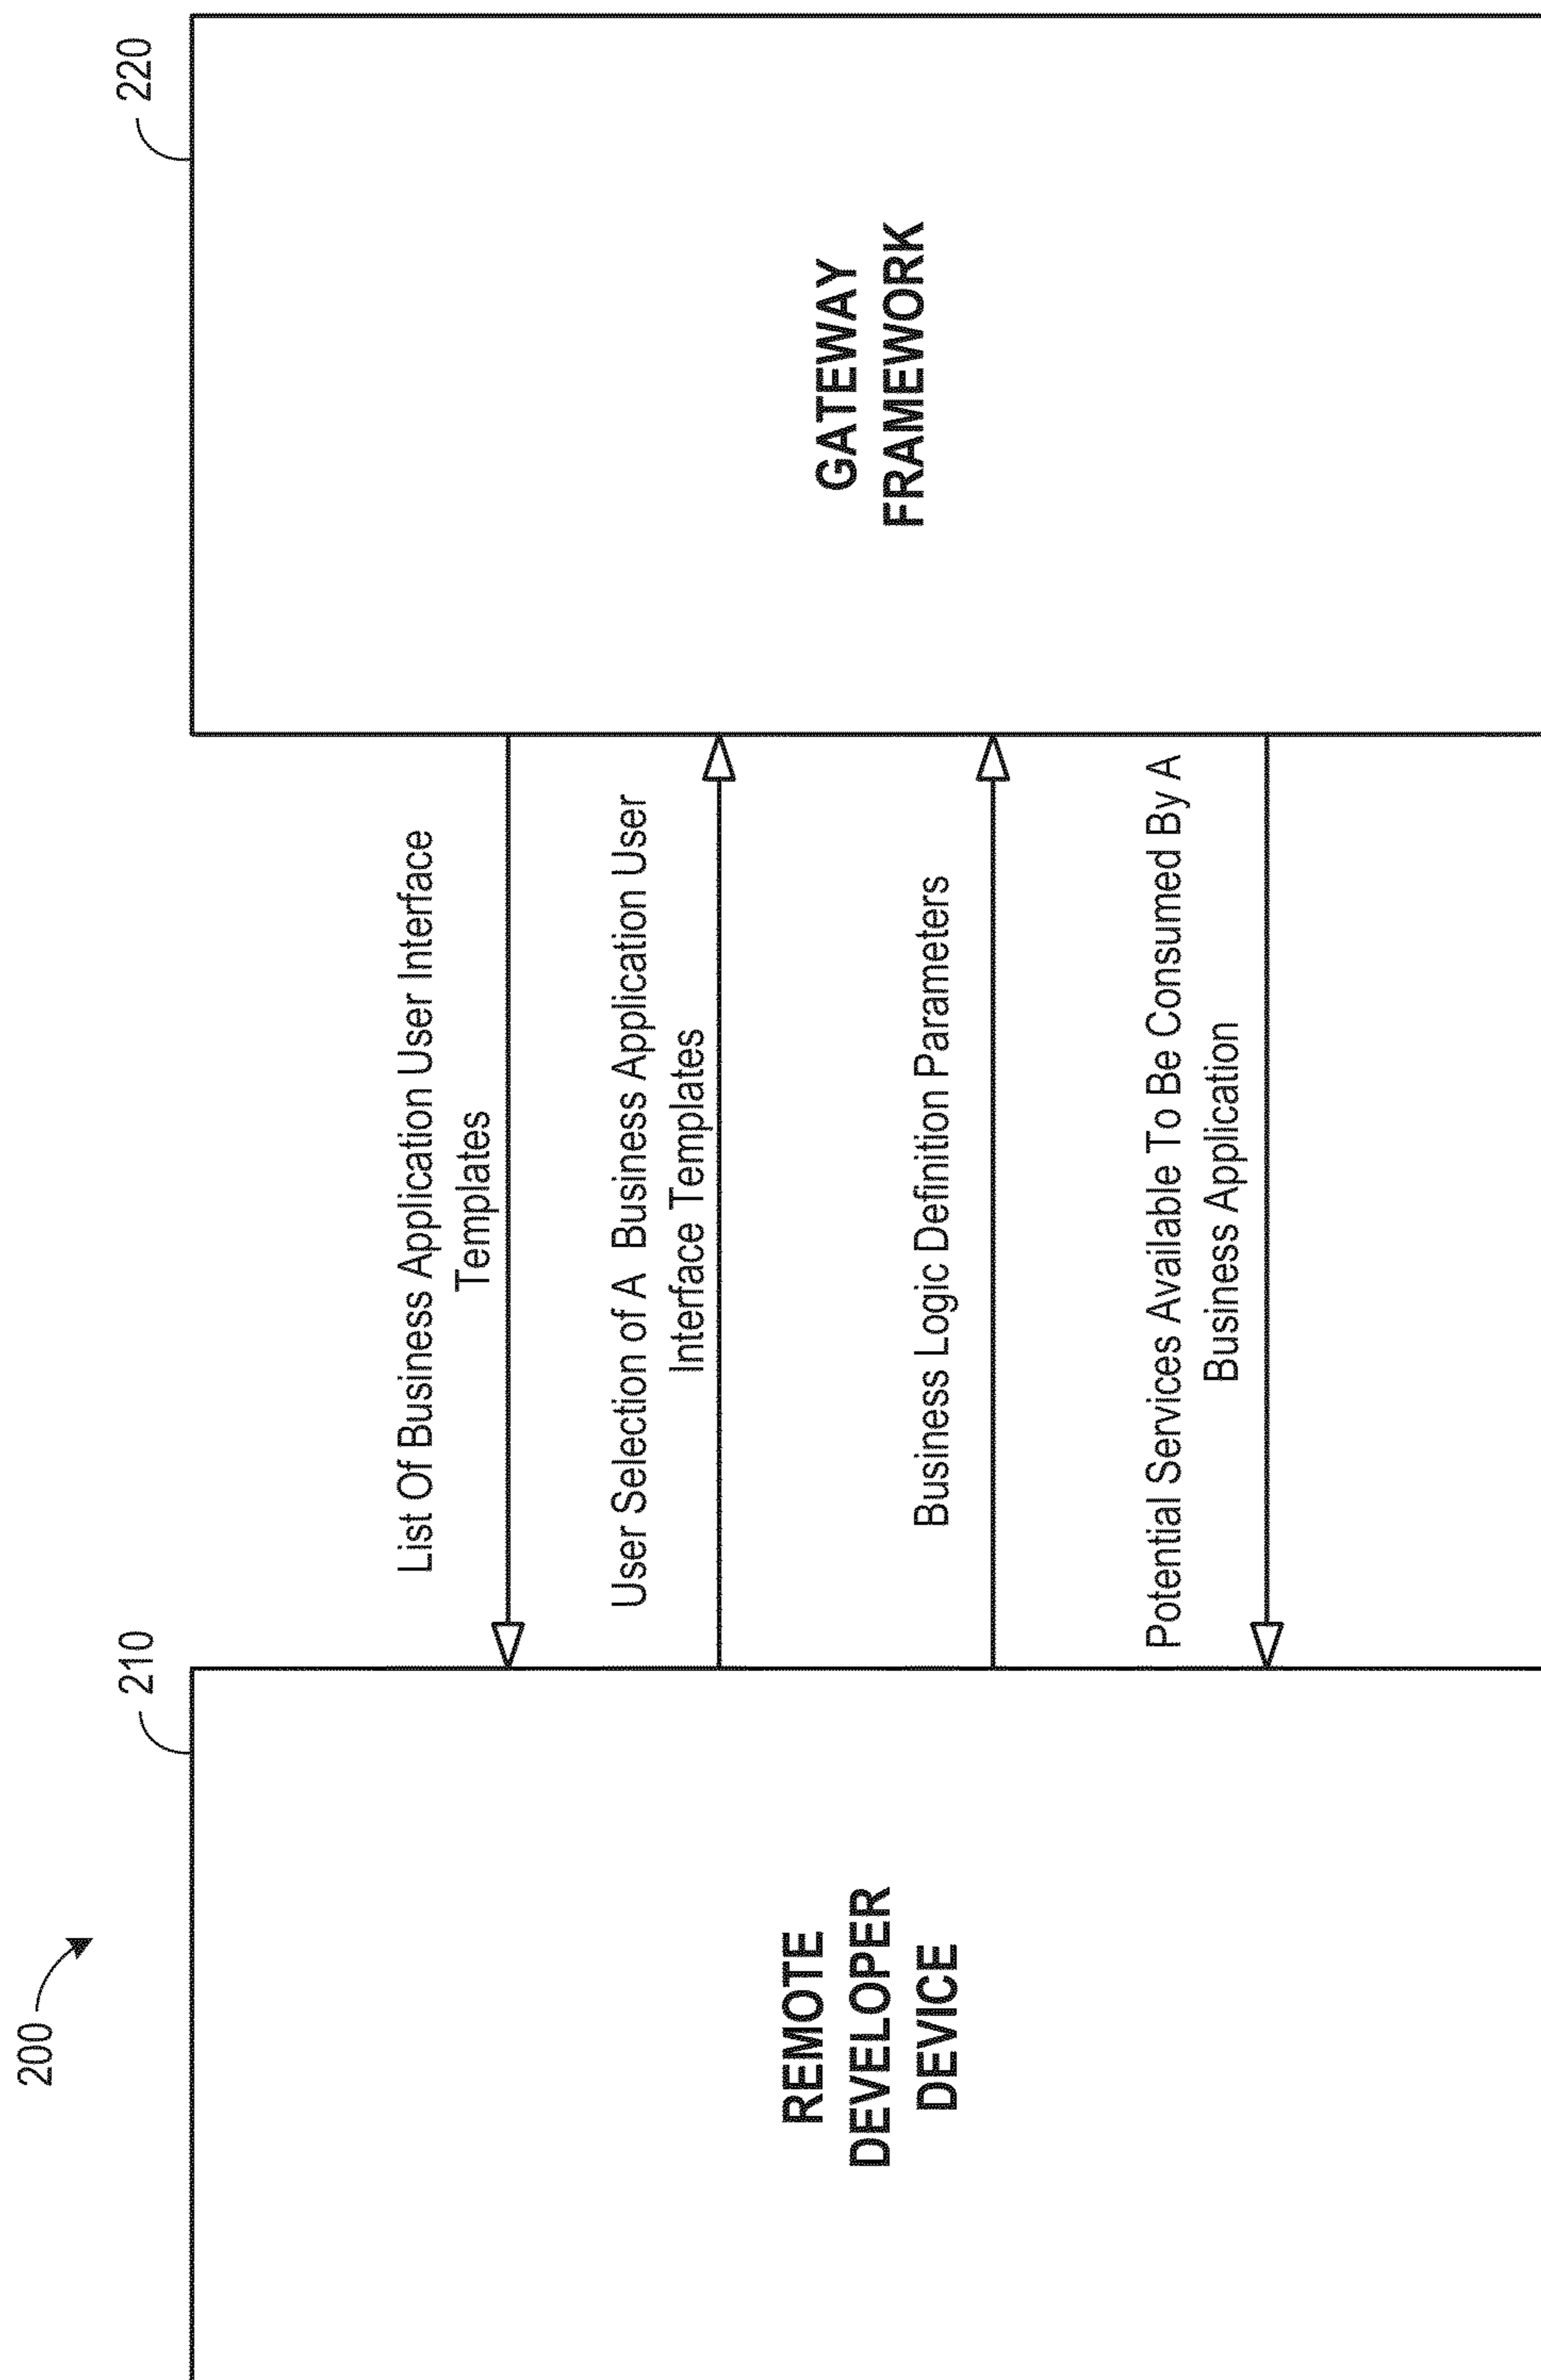 200
210
220
REMOTE
DEVELOPER
DEVICE
List Of Business Application User Interface
Templates
User Selection of A Business Application User
Interface Templates
Business Logic Definition Parameters
Potential Services Available To Be Consumed By A
Business Application
GATEWAY
FRAMEWORK